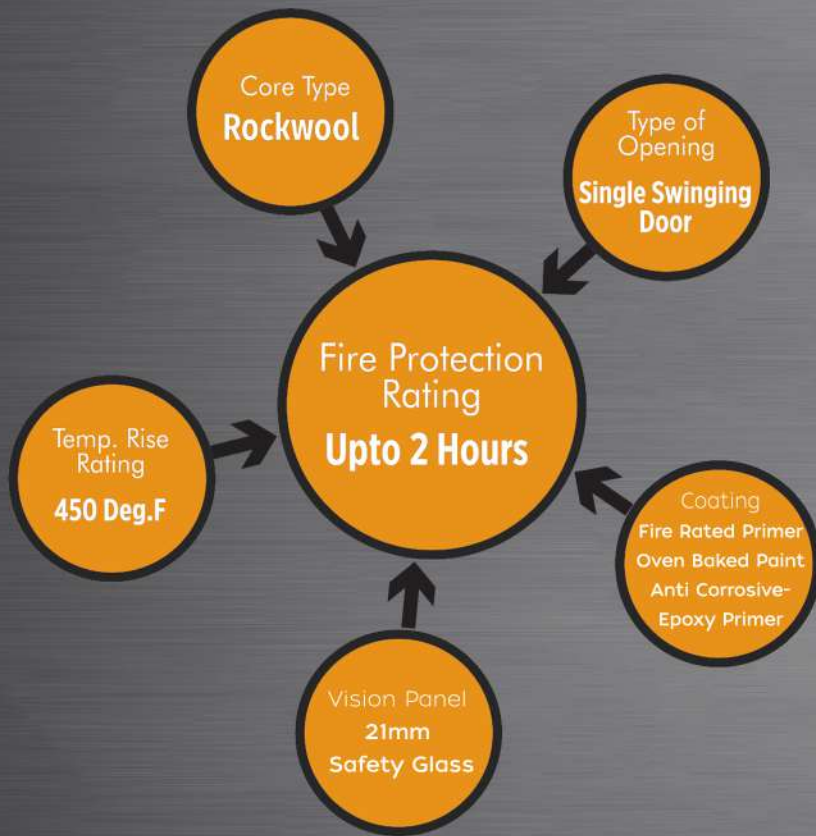 Core Type
Rockwool
Type of
Opening
Single Swinging
Door
Fire Protection
Rating
Upto 2 Hours
Temp. Rise
Rating
450 Deg.F
Coating
Fire Rated Primer
Oven Baked Paint
Anti Corrosive-
Epoxy Primer
Vision Panel
21mm
Safety Glass